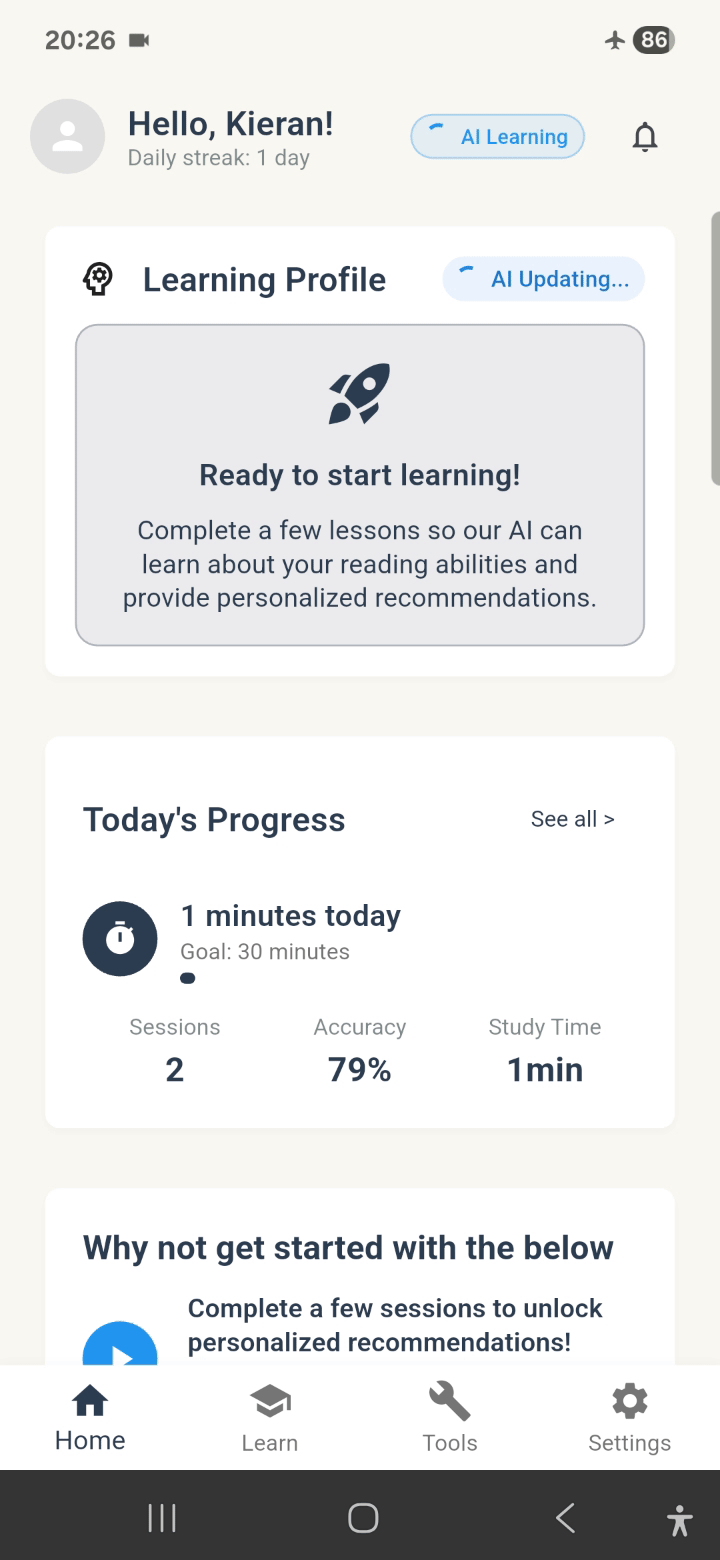 20:26
86
Hello, Kieran!
Daily streak: 1 day
AI Learning
Learning Profile
AI Updating...
Ready to start learning!
Complete a few lessons so our AI can
learn about your reading abilities and
provide personalized recommendations.
Today's Progress
See all >
1 minutes today
Goal: 30 minutes
Sessions
Accuracy
Study Time
2
79%
1min
Why not get started with the below
Complete a few sessions to unlock
personalized recommendations!
Home
Learn
Tools
Settings